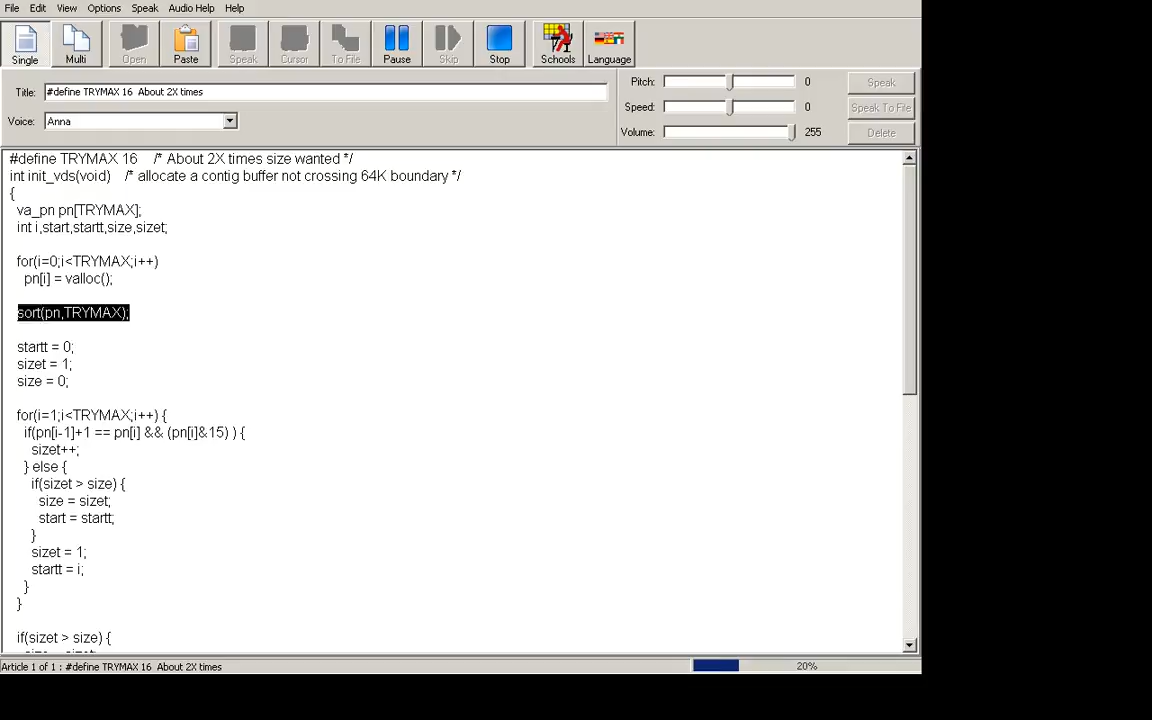 File Edit View Options Speak Audio Help Help
Single Multi Open Paste Speak Cursor To File Pause Skip Stop Schools Language
Title: #define TRYMAX 16  About 2X times
Voice: Anna
Pitch: 0 Speak
Speed: 0 Speak To File
Volume: 255 Delete
#define TRYMAX 16    /* About 2X times size wanted */
int init_vds(void)    /* allocate a contig buffer not crossing 64K boundary */
{
  va_pn pn[TRYMAX];
  int i,start,startt,size,sizet;
  for(i=0;i<TRYMAX;i++)
    pn[i] = valloc();
  sort(pn,TRYMAX);
  startt = 0;
  sizet = 1;
  size = 0;
  for(i=1;i<TRYMAX;i++) {
    if(pn[i-1]+1 == pn[i] && (pn[i]&15) ) {
      sizet++;
    } else {
      if(sizet > size) {
        size = sizet;
        start = startt;
      }
      sizet = 1;
      startt = i;
    }
  }
  if(sizet > size) {
Article 1 of 1 : #define TRYMAX 16  About 2X times 20%